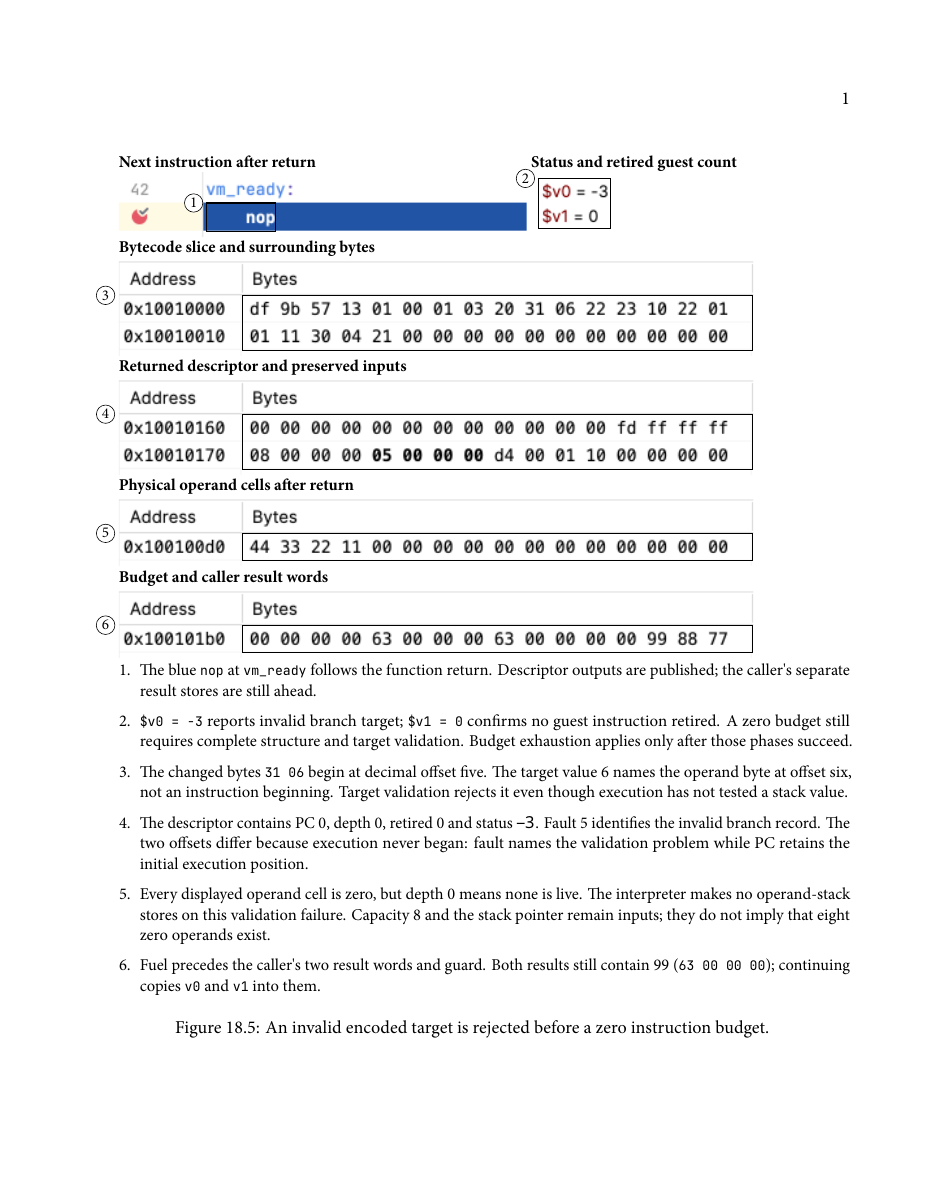 1
Next instruction after return
Status and retired guest count
42 vm_ready:
1
nop
2
$v0 = -3
$v1 = 0
Bytecode slice and surrounding bytes
Address Bytes
3
0x10010000 df 9b 57 13 01 00 01 03 20 31 06 22 23 10 22 01
0x10010010 01 11 30 04 21 00 00 00 00 00 00 00 00 00 00 00
Returned descriptor and preserved inputs
Address Bytes
4
0x10010160 00 00 00 00 00 00 00 00 00 00 00 00 fd ff ff ff
0x10010170 08 00 00 00 05 00 00 00 d4 00 01 10 00 00 00 00
Physical operand cells after return
Address Bytes
5
0x100100d0 44 33 22 11 00 00 00 00 00 00 00 00 00 00 00 00
Budget and caller result words
Address Bytes
6
0x100101b0 00 00 00 00 63 00 00 00 63 00 00 00 00 99 88 77
1. The blue nop at vm_ready follows the function return. Descriptor outputs are published; the caller's separate
result stores are still ahead.
2. $v0 = -3 reports invalid branch target; $v1 = 0 confirms no guest instruction retired. A zero budget still
requires complete structure and target validation. Budget exhaustion applies only after those phases succeed.
3. The changed bytes 31 06 begin at decimal offset five. The target value 6 names the operand byte at offset six,
not an instruction beginning. Target validation rejects it even though execution has not tested a stack value.
4. The descriptor contains PC 0, depth 0, retired 0 and status −3. Fault 5 identifies the invalid branch record. The
two offsets differ because execution never began: fault names the validation problem while PC retains the
initial execution position.
5. Every displayed operand cell is zero, but depth 0 means none is live. The interpreter makes no operand-stack
stores on this validation failure. Capacity 8 and the stack pointer remain inputs; they do not imply that eight
zero operands exist.
6. Fuel precedes the caller's two result words and guard. Both results still contain 99 (63 00 00 00); continuing
copies v0 and v1 into them.
Figure 18.5: An invalid encoded target is rejected before a zero instruction budget.